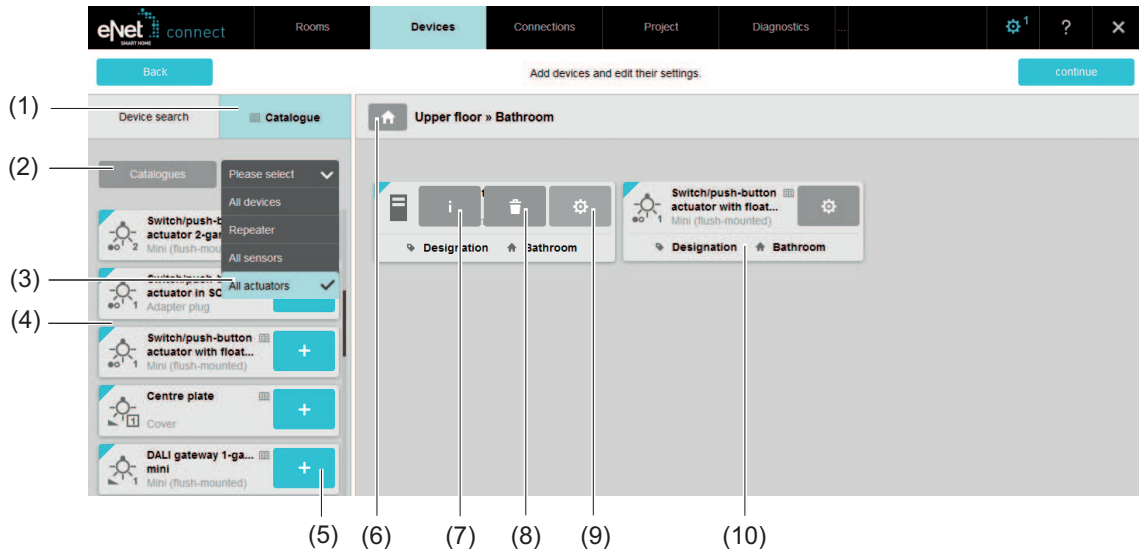 eNet connect
SMART HOME
Rooms
Devices
Connections
Project
Diagnostics
...
1
?
Back
Add devices and edit their settings.
continue
(1)
Device search
Catalogue
Upper floor » Bathroom
(2)
Catalogues
Please select
All devices
Repeater
All sensors
All actuators
(3)
(4)
Switch/push-b
actuator 2-gar
Mini (flush-mou
2
actuator in SC
Adapter plug
1
Switch/push-button
actuator with float...
Mini (flush-mounted)
1
+
Centre plate
Cover
1
+
DALI gateway 1-ga...
mini
Mini (flush-mounted)
1
+
i
Designation
Bathroom
Switch/push-button
actuator with float...
Mini (flush-mounted)
1
Designation
Bathroom
(5)
(6)
(7)
(8)
(9)
(10)